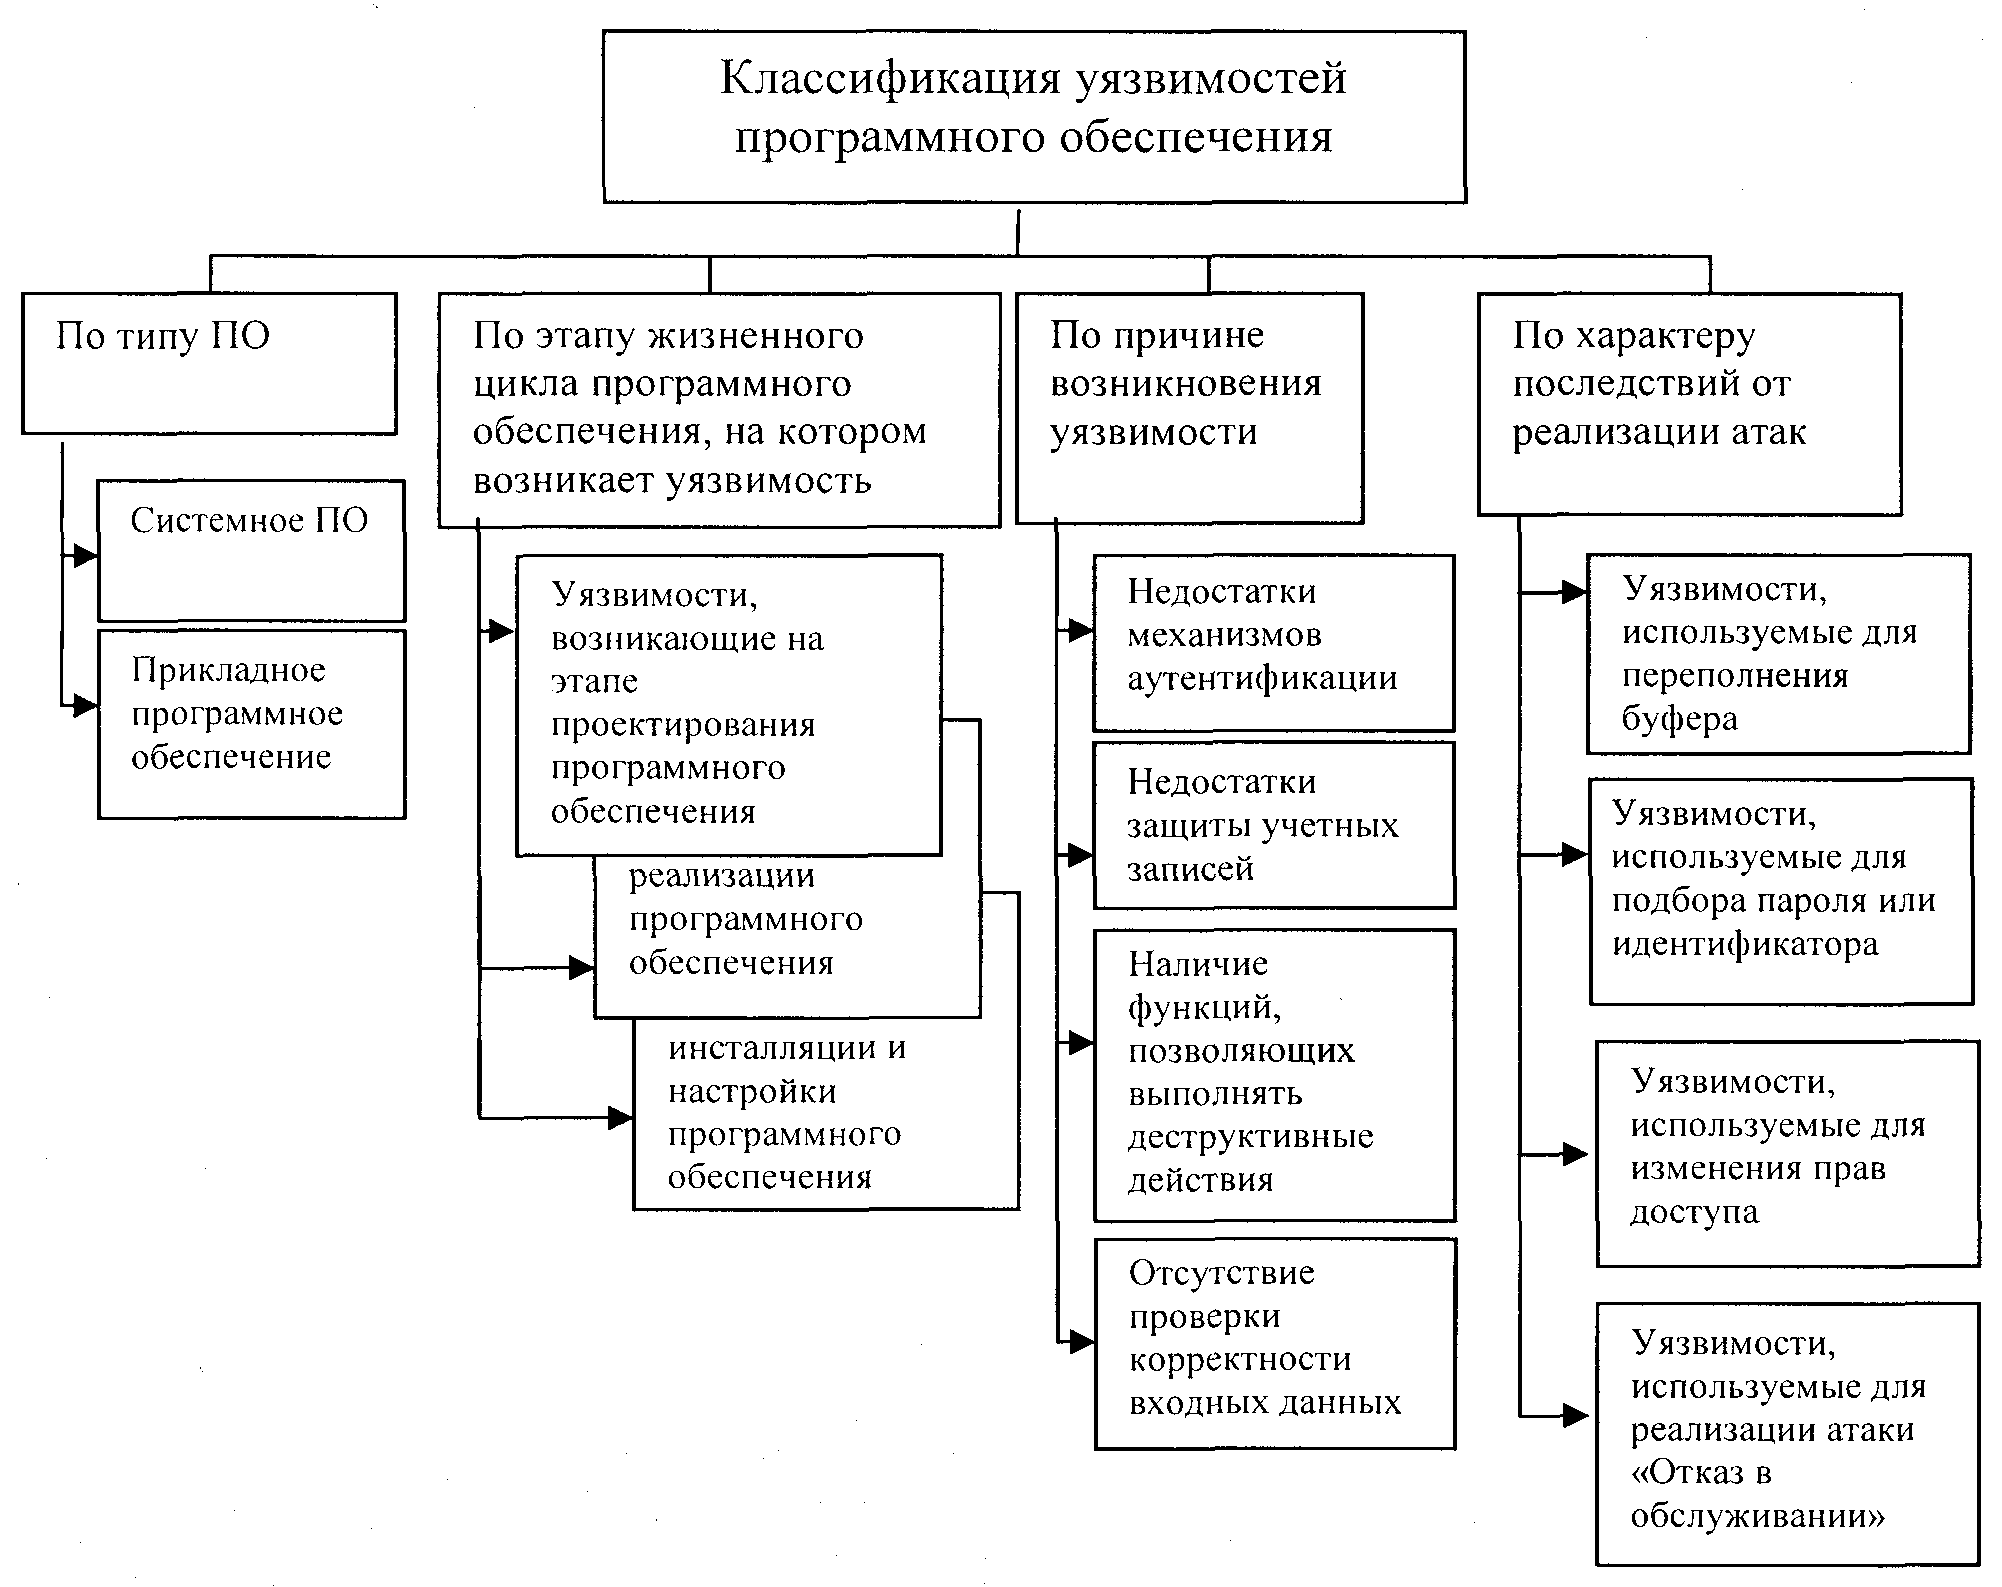 Классификация уязвимостей
программного обеспечения
По типу ПО
Системное ПО
Прикладное
программное
обеспечение
По этапу жизненного
цикла программного
обеспечения, на котором
возникает уязвимость
Уязвимости,
возникающие на
этапе
проектирования
программного
обеспечения
реализации
программного
обеспечения
инсталляции и
настройки
программного
обеспечения
По причине
возникновения
уязвимости
Недостатки
механизмов
аутентификации
Недостатки
защиты учетных
записей
Наличие
функций,
позволяющих
выполнять
деструктивные
действия
Отсутствие
проверки
корректности
входных данных
По характеру
последствий от
реализации атак
Уязвимости,
используемые для
переполнения
буфера
Уязвимости,
используемые для
подбора пароля или
идентификатора
Уязвимости,
используемые для
изменения прав
доступа
Уязвимости,
используемые для
реализации атаки
«Отказ в
обслуживании»